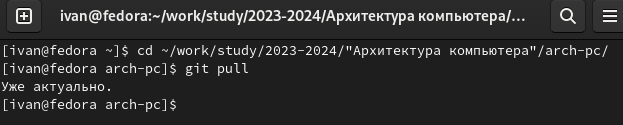 ivan@fedora:~/work/study/2023-2024/Архитектура компьютера/...
[ivan@fedora ~]$ cd ~/work/study/2023-2024/"Архитектура компьютера"/arch-pc/
[ivan@fedora arch-pc]$ git pull
Уже актуально.
[ivan@fedora arch-pc]$